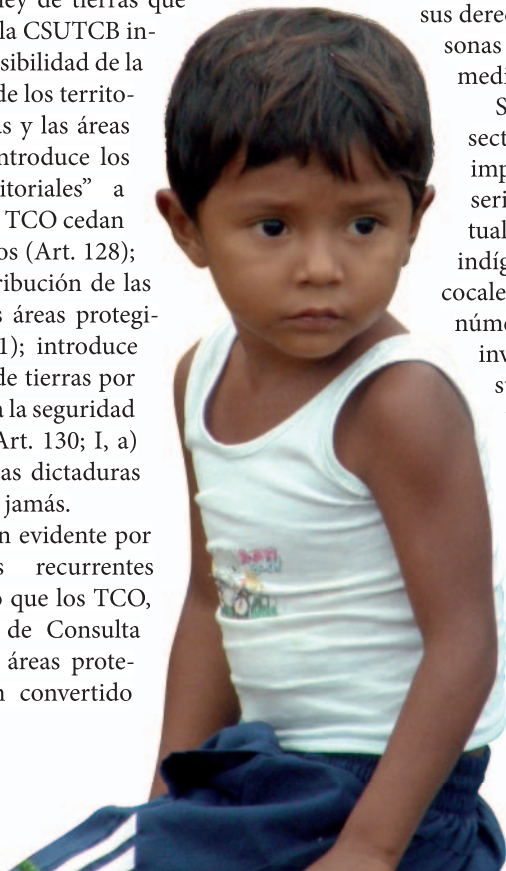 ley de tierras que
la CSUTCB in-
sibilidad de la
de los territo-
s y las áreas
ntroduce los
itoriales” a
TCO cedan
os (Art. 128);
ribución de las
s áreas protegi-
1); introduce
de tierras por
a la seguridad
Art. 130; I, a)
as dictaduras
jamás.
n evidente por
s recurrentes
o que los TCO,
de Consulta
áreas prote-
n convertido
sus derec
sonas
medi
S
sect
imp
seri
tual
indíg
cocale
núme
inv
su